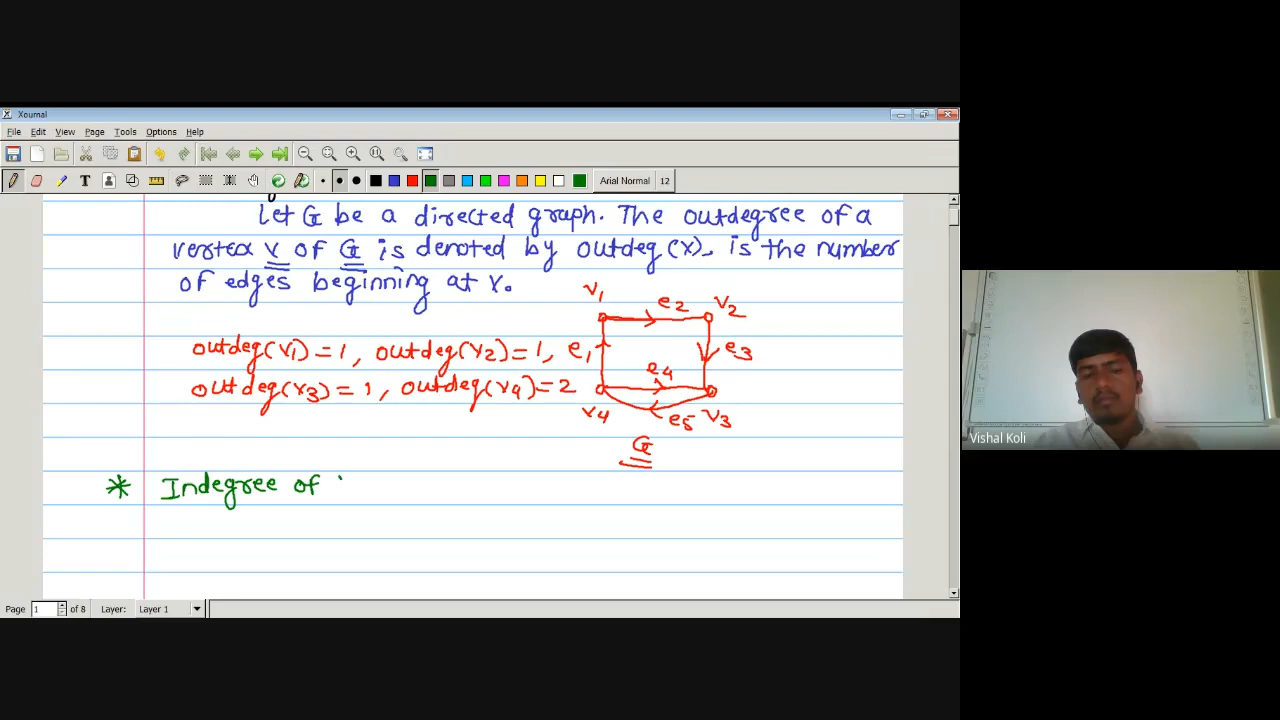 Xournal
File Edit View Page Tools Options Help
Arial Normal 12
Let G be a directed graph. The outdegree of a
vertex v of G is denoted by outdeg(v). is the number
of edges beginning at v.
outdeg(v1) = 1, outdeg(v2) = 1,
outdeg(v3) = 1, outdeg(v4) = 2
v1 e2 v2
e1 e3
e4
v4 e5 v3
G
* Indegree of
Page 1 of 8 Layer: Layer 1
Vishal Koli